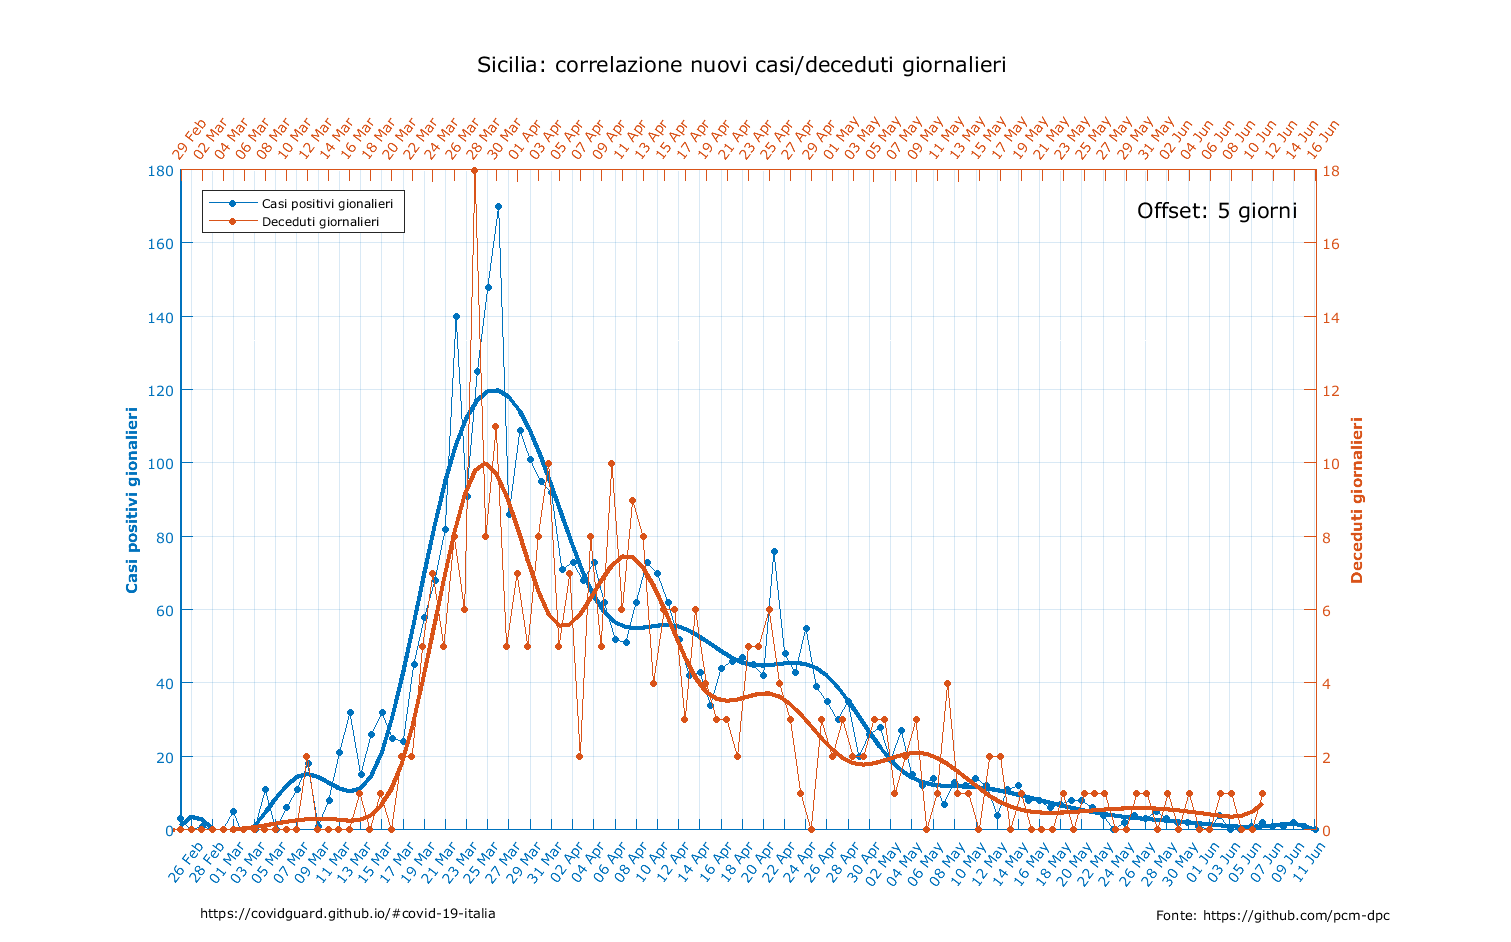 Sicilia: correlazione nuovi casi/deceduti giornalieri
29 Feb 02 Mar 04 Mar 06 Mar 08 Mar 10 Mar 12 Mar 14 Mar 16 Mar 18 Mar 20 Mar 22 Mar 24 Mar 26 Mar 28 Mar 30 Mar 01 Apr 03 Apr 05 Apr 07 Apr 09 Apr 11 Apr 13 Apr 15 Apr 17 Apr 19 Apr 21 Apr 23 Apr 25 Apr 27 Apr 29 Apr 01 May 03 May 05 May 07 May 09 May 11 May 13 May 15 May 17 May 19 May 21 May 23 May 25 May 27 May 29 May 31 May 02 Jun 04 Jun 06 Jun 08 Jun 10 Jun 12 Jun 14 Jun 16 Jun
180
160
140
120
100
80
60
40
20
0
Casi positivi gionalieri
Casi positivi gionalieri
Deceduti giornalieri
Offset: 5 giorni
18
16
14
12
10
8
6
4
2
0
Deceduti giornalieri
26 Feb 28 Feb 01 Mar 03 Mar 05 Mar 07 Mar 09 Mar 11 Mar 13 Mar 15 Mar 17 Mar 19 Mar 21 Mar 23 Mar 25 Mar 27 Mar 29 Mar 31 Mar 02 Apr 04 Apr 06 Apr 08 Apr 10 Apr 12 Apr 14 Apr 16 Apr 18 Apr 20 Apr 22 Apr 24 Apr 26 Apr 28 Apr 30 Apr 02 May 04 May 06 May 08 May 10 May 12 May 14 May 16 May 18 May 20 May 22 May 24 May 26 May 28 May 30 May 01 Jun 03 Jun 05 Jun 07 Jun 09 Jun 11 Jun
https://covidguard.github.io/#covid-19-italia
Fonte: https://github.com/pcm-dpc